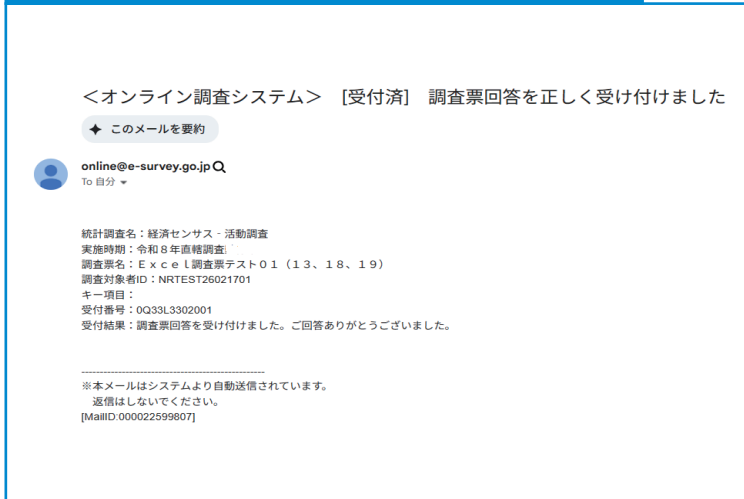 ＜オンライン調査システム＞　[受付済]　調査票回答を正しく受け付けました
このメールを要約
online@e-survey.go.jp
To 自分
統計調査名：経済センサス‐活動調査
実施時期：令和８年直轄調査
調査票名：Ｅｘｃｅｌ調査票テスト０１（１３、１８、１９）
調査対象者ID：NRTEST26021701
キー項目：
受付番号：0Q33L3302001
受付結果：調査票回答を受け付けました。ご回答ありがとうございました。
--------------------------------------------------
※本メールはシステムより自動送信されています。
　返信はしないでください。
[MailID:000022599807]